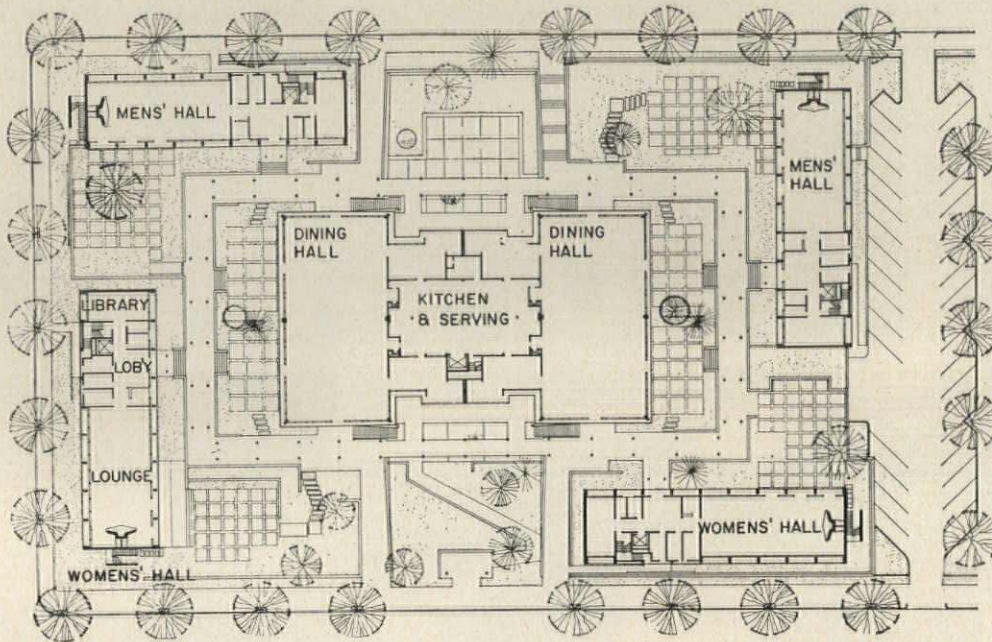 MENS' HALL
MENS'
HALL
DINING
HALL
DINING
HALL
KITCHEN
& SERVING
LIBRARY
LOBY
LOUNGE
WOMENS' HALL
WOMENS' HALL